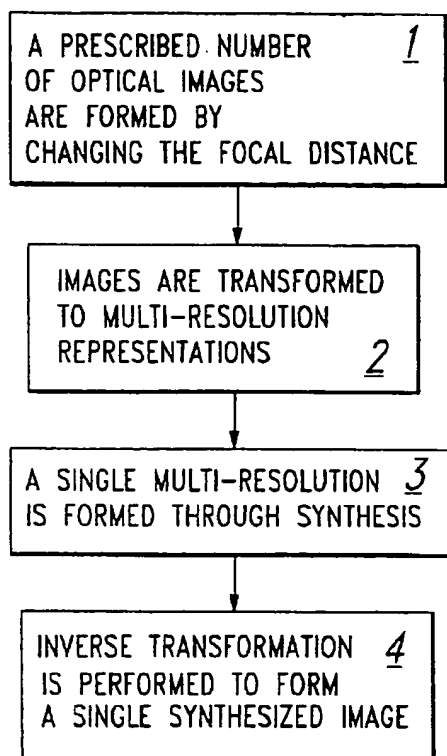 A PRESCRIBED NUMBER 1
OF OPTICAL IMAGES
ARE FORMED BY
CHANGING THE FOCAL DISTANCE
IMAGES ARE TRANSFORMED
TO MULTI-RESOLUTION
REPRESENTATIONS 2
A SINGLE MULTI-RESOLUTION 3
IS FORMED THROUGH SYNTHESIS
INVERSE TRANSFORMATION 4
IS PERFORMED TO FORM
A SINGLE SYNTHESIZED IMAGE